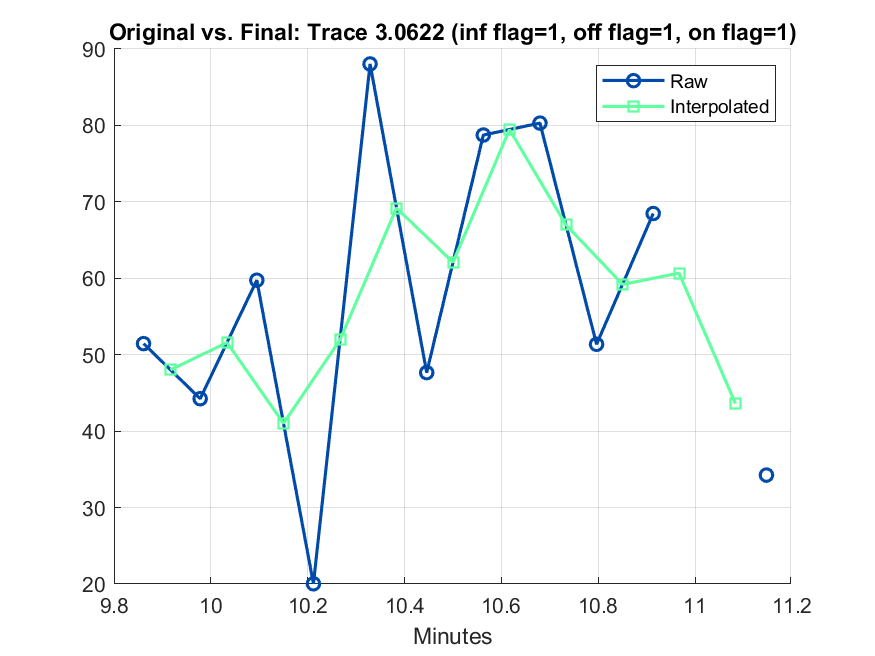 Original vs. Final: Trace 3.0622 (inf flag=1, off flag=1, on flag=1)
90
80
70
60
50
40
30
20
Raw
Interpolated
9.8 10 10.2 10.4 10.6 10.8 11 11.2
Minutes